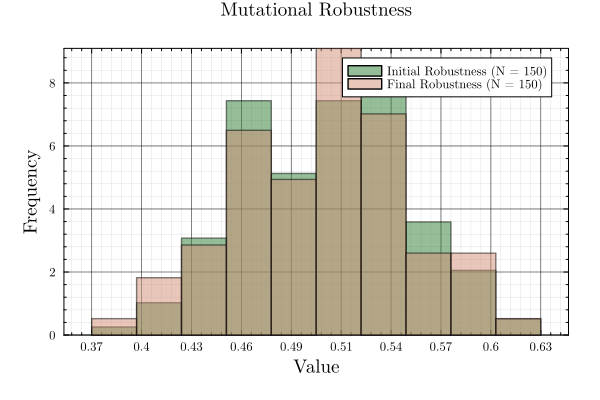 Mutational Robustness
Initial Robustness (N = 150)
Final Robustness (N = 150)
Frequency
8
6
4
2
0
0.37 0.4 0.43 0.46 0.49 0.51 0.54 0.57 0.6 0.63
Value